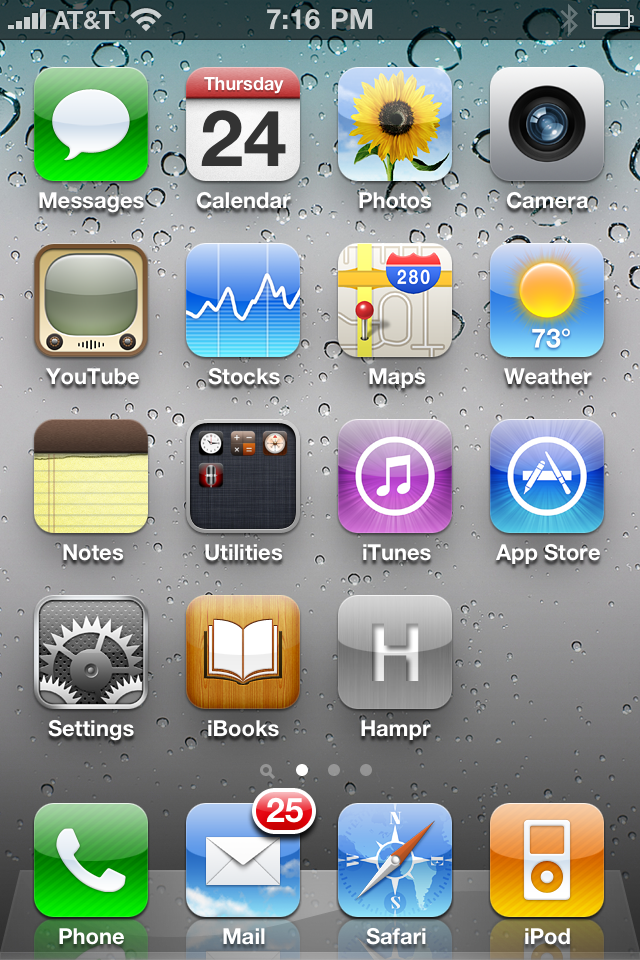 AT&T 7:16 PM
Thursday
24
280
Messages Calendar Photos Camera
73°
YouTube Stocks Maps Weather
Notes Utilities iTunes App Store
H
Settings iBooks Hampr
25
N
W E
S
Phone Mail Safari iPod